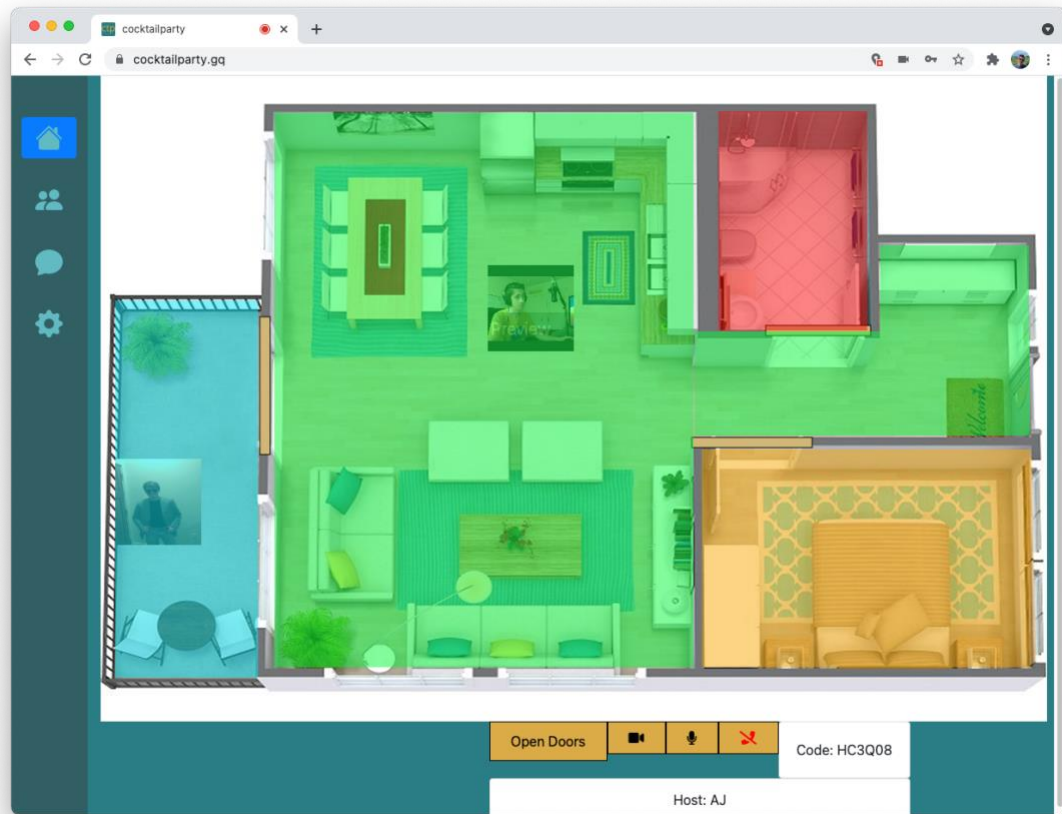 cocktailparty
cocktailparty.gq
Preview
Welcome
Open Doors
Code: HC3Q08
Host: AJ